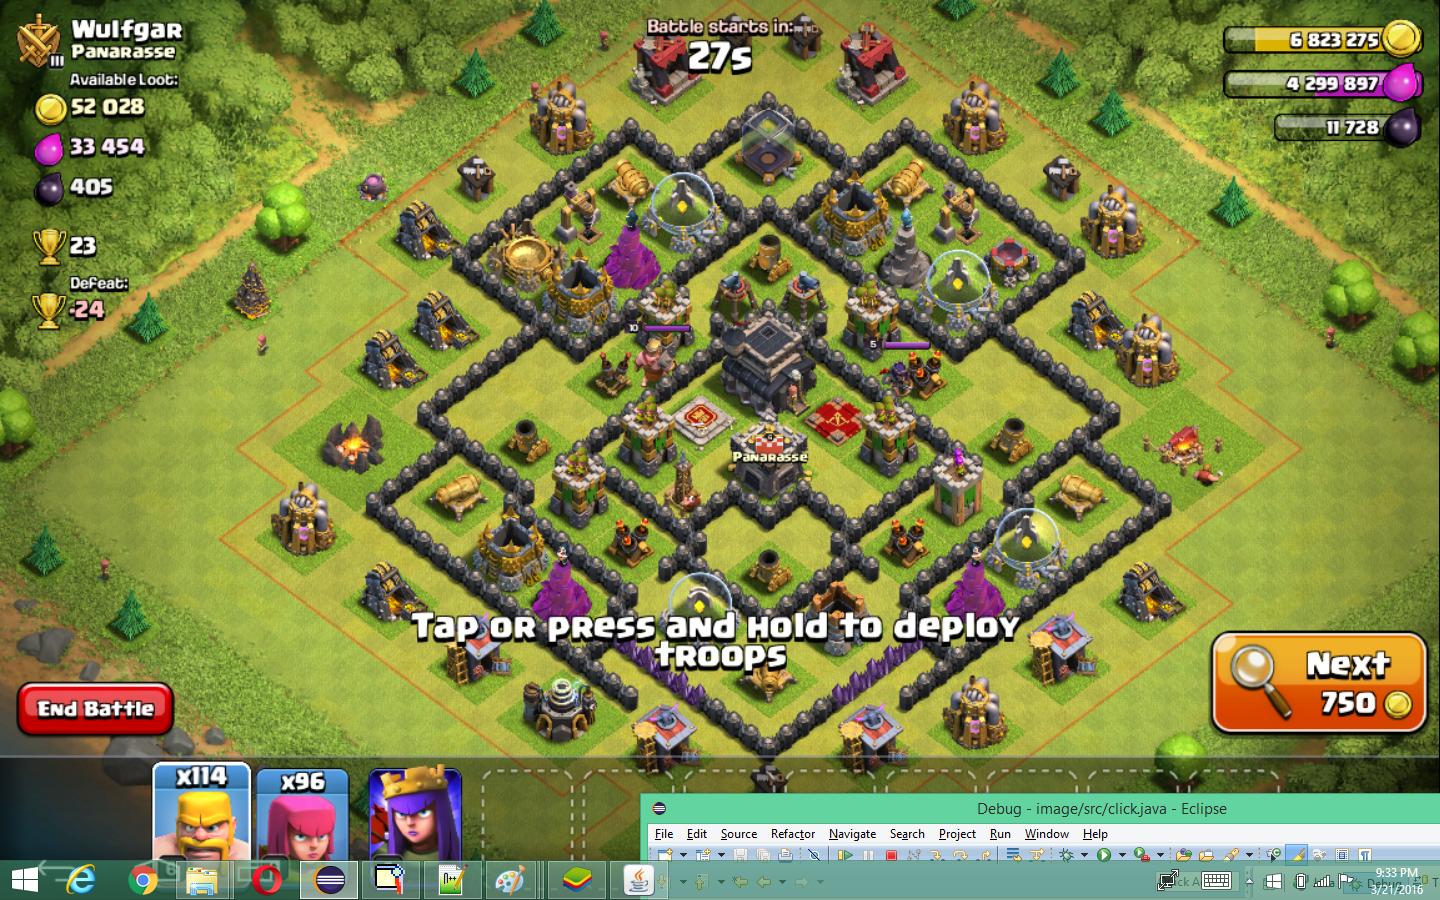 Wulfgar
Panarasse
Available Loot:
52 028
33 454
405
23
Defeat:
-24
Battle starts in:
27s
6 823 275
4 299 897
11 728
10
5
Panarasse
Tap or press and hold to deploy
troops
End Battle
Next
750
x114
x96
Debug - image/src/click.java - Eclipse
File Edit Source Refactor Navigate Search Project Run Window Help
9:33 PM
3/21/2016